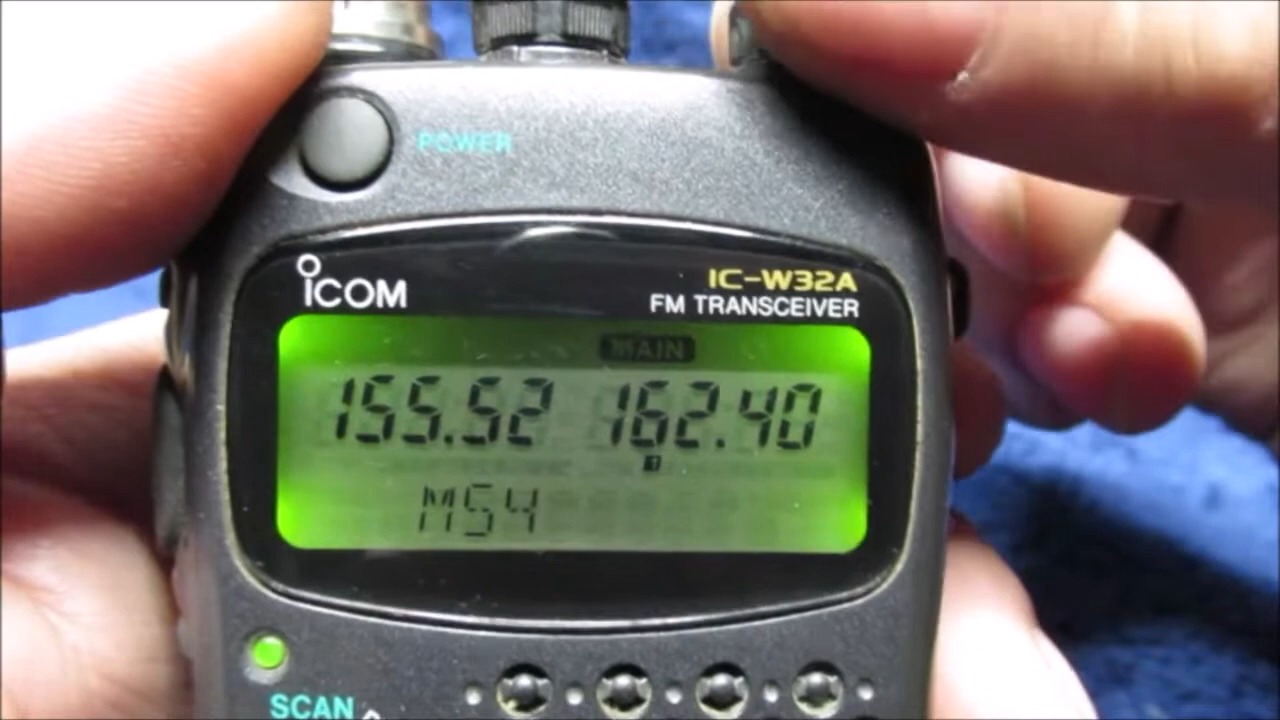 POWER
ICOM
IC-W32A
FM TRANSCEIVER
MAIN
155.52 162.40
MS4
SCAN